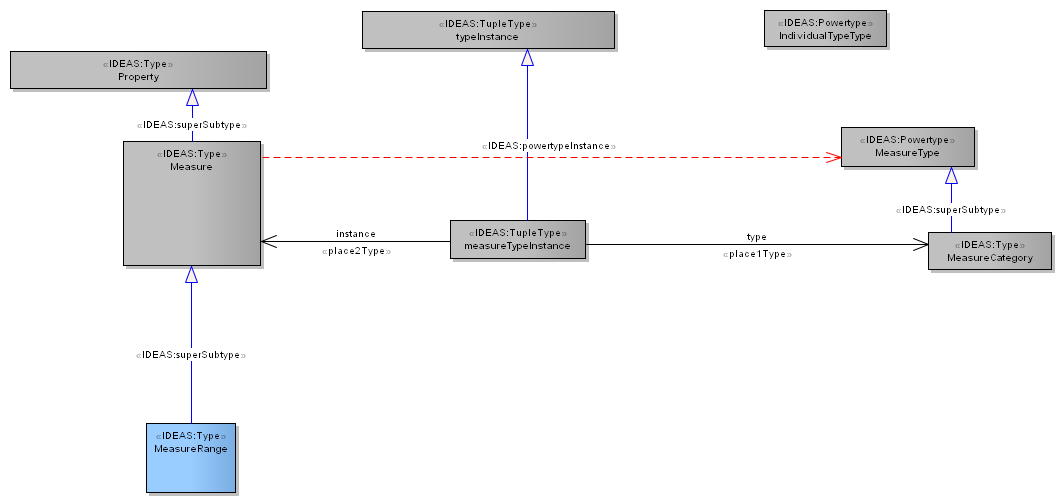 «IDEAS:TupleType»
typeInstance
«IDEAS:Powertype»
IndividualTypeType
«IDEAS:Type»
Property
«IDEAS:superSubtype»
«IDEAS:Type»
Measure
«IDEAS:powertypeInstance»
«IDEAS:Powertype»
MeasureType
«IDEAS:superSubtype»
instance
«place2Type»
«IDEAS:TupleType»
measureTypeInstance
type
«place1Type»
«IDEAS:Type»
MeasureCategory
«IDEAS:superSubtype»
«IDEAS:Type»
MeasureRange